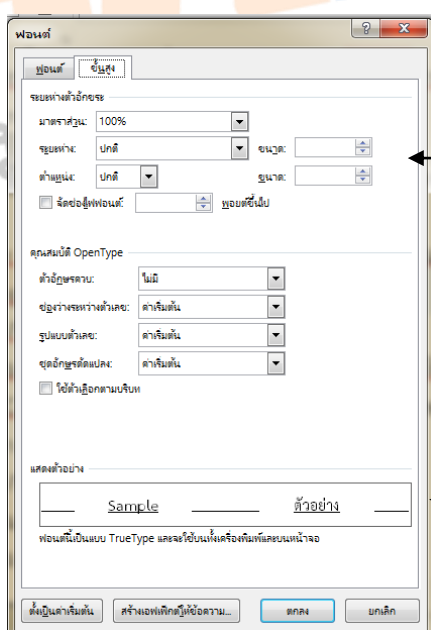 ฟอนต์
ฟอนต์ ขั้นสูง
ระยะห่างตัวอักขระ
มาตราส่วน: 100%
ระยะห่าง: ปกติ ขนาด:
ตำแหน่ง: ปกติ ขนาด:
จัดช่องไฟฟอนต์: พอยต์ขึ้นไป
คุณสมบัติ OpenType
ตัวอักษรควบ: ไม่มี
ช่องว่างระหว่างตัวเลข: ค่าเริ่มต้น
รูปแบบตัวเลข: ค่าเริ่มต้น
ชุดอักษรดัดแปลง: ค่าเริ่มต้น
ใช้ตัวเลือกตามบริบท
แสดงตัวอย่าง
Sample ตัวอย่าง
ฟอนต์นี้เป็นแบบ TrueType และจะใช้บนทั้งเครื่องพิมพ์และบนหน้าจอ
ตั้งเป็นค่าเริ่มต้น สร้างเอฟเฟ็กต์ให้ข้อความ... ตกลง ยกเลิก